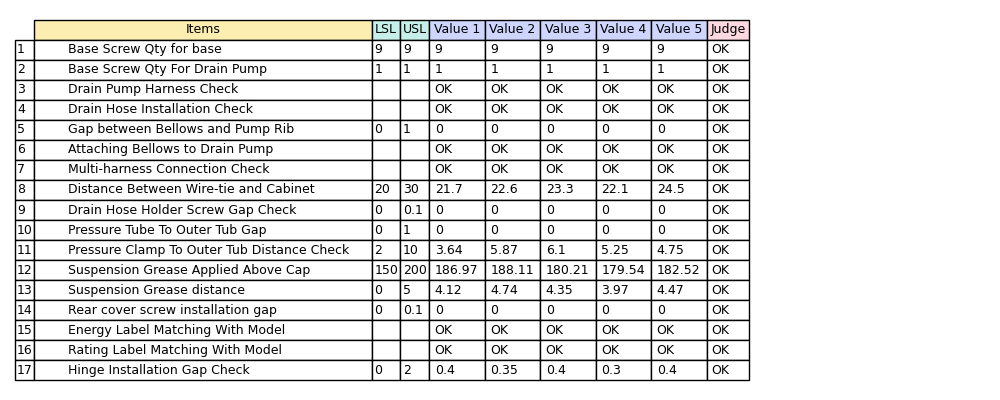 Items LSL USL Value 1 Value 2 Value 3 Value 4 Value 5 Judge
1 Base Screw Qty for base 9 9 9 9 9 9 9 OK
2 Base Screw Qty For Drain Pump 1 1 1 1 1 1 1 OK
3 Drain Pump Harness Check OK OK OK OK OK OK
4 Drain Hose Installation Check OK OK OK OK OK OK
5 Gap between Bellows and Pump Rib 0 1 0 0 0 0 0 OK
6 Attaching Bellows to Drain Pump OK OK OK OK OK OK
7 Multi-harness Connection Check OK OK OK OK OK OK
8 Distance Between Wire-tie and Cabinet 20 30 21.7 22.6 23.3 22.1 24.5 OK
9 Drain Hose Holder Screw Gap Check 0 0.1 0 0 0 0 0 OK
10 Pressure Tube To Outer Tub Gap 0 1 0 0 0 0 0 OK
11 Pressure Clamp To Outer Tub Distance Check 2 10 3.64 5.87 6.1 5.25 4.75 OK
12 Suspension Grease Applied Above Cap 150 200 186.97 188.11 180.21 179.54 182.52 OK
13 Suspension Grease distance 0 5 4.12 4.74 4.35 3.97 4.47 OK
14 Rear cover screw installation gap 0 0.1 0 0 0 0 0 OK
15 Energy Label Matching With Model OK OK OK OK OK OK
16 Rating Label Matching With Model OK OK OK OK OK OK
17 Hinge Installation Gap Check 0 2 0.4 0.35 0.4 0.3 0.4 OK